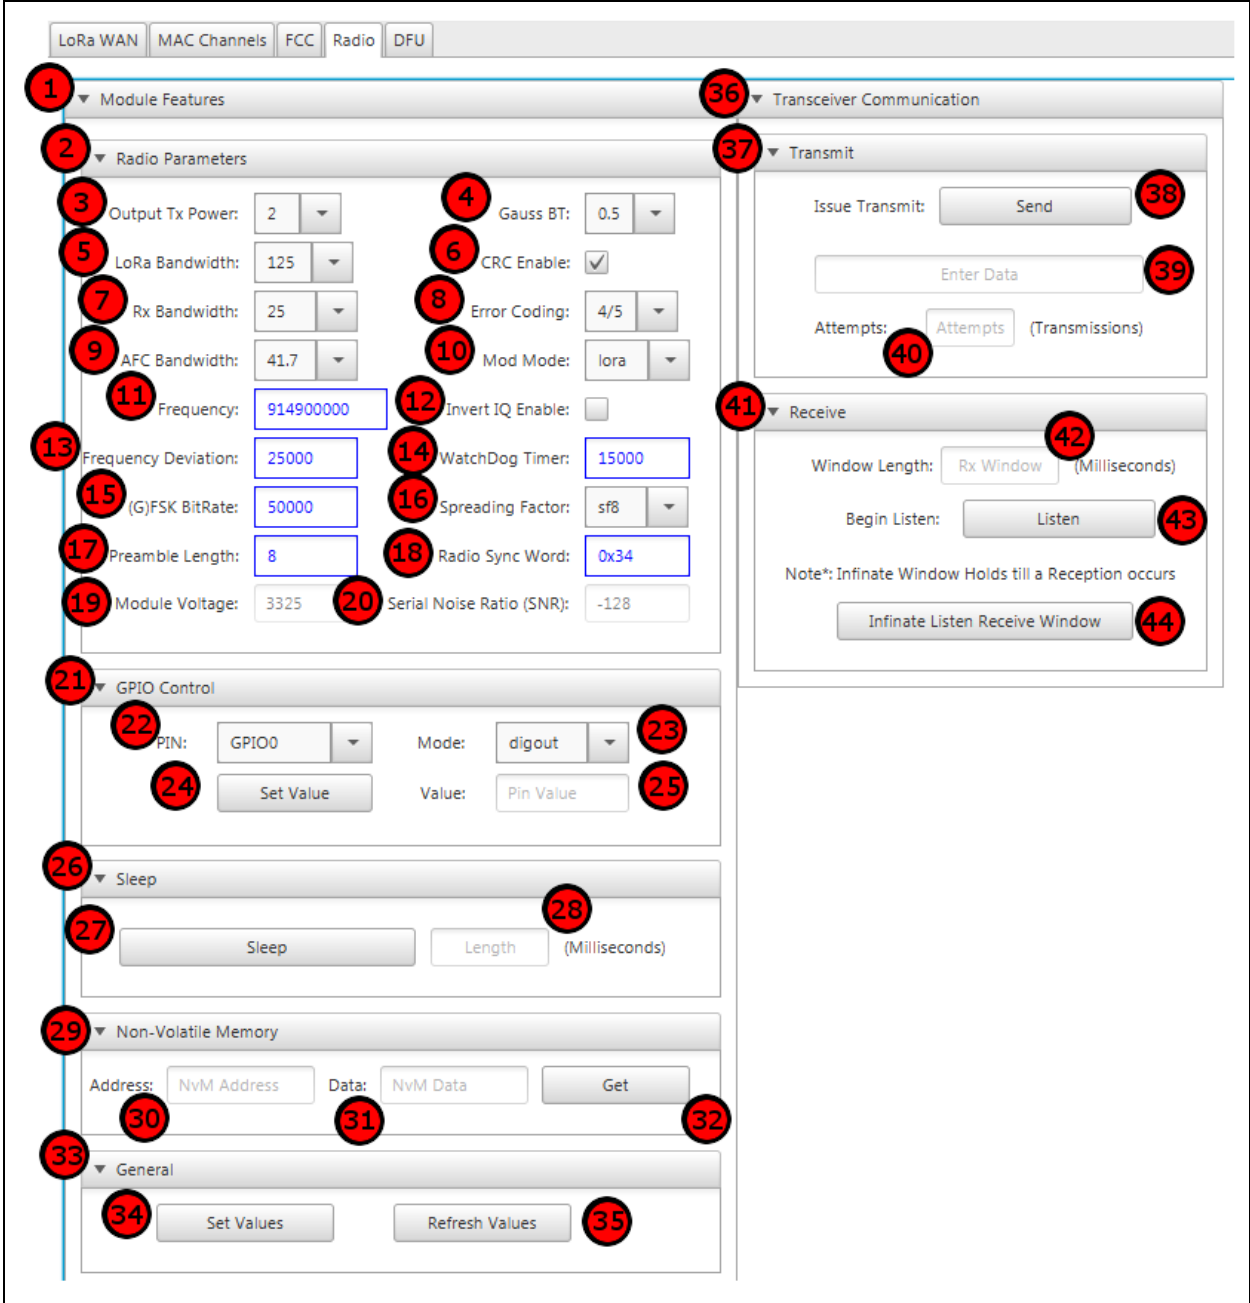 LoRa WAN MAC Channels FCC Radio DFU
1 Module Features
2 Radio Parameters
3 Output Tx Power: 2 4 Gauss BT: 0.5
5 LoRa Bandwidth: 125 6 CRC Enable:
7 Rx Bandwidth: 25 8 Error Coding: 4/5
9 AFC Bandwidth: 41.7 10 Mod Mode: lora
11 Frequency: 914900000 12 Invert IQ Enable:
13 Frequency Deviation: 25000 14 WatchDog Timer: 15000
15 (G)FSK BitRate: 50000 16 Spreading Factor: sf8
17 Preamble Length: 8 18 Radio Sync Word: 0x34
19 Module Voltage: 3325 20 Serial Noise Ratio (SNR): -128
21 GPIO Control
22 PIN: GPIO0 Mode: digout 23
24 Set Value Value: Pin Value 25
26 Sleep
27 Sleep Length 28 (Milliseconds)
29 Non-Volatile Memory
Address: NvM Address Data: NvM Data Get
30 31 32
33 General
34 Set Values Refresh Values 35
36 Transceiver Communication
37 Transmit
Issue Transmit: Send 38
Enter Data 39
Attempts: Attempts (Transmissions)
40
41 Receive
42
Window Length: Rx Window (Milliseconds)
Begin Listen: Listen 43
Note*: Infinate Window Holds till a Reception occurs
Infinate Listen Receive Window 44